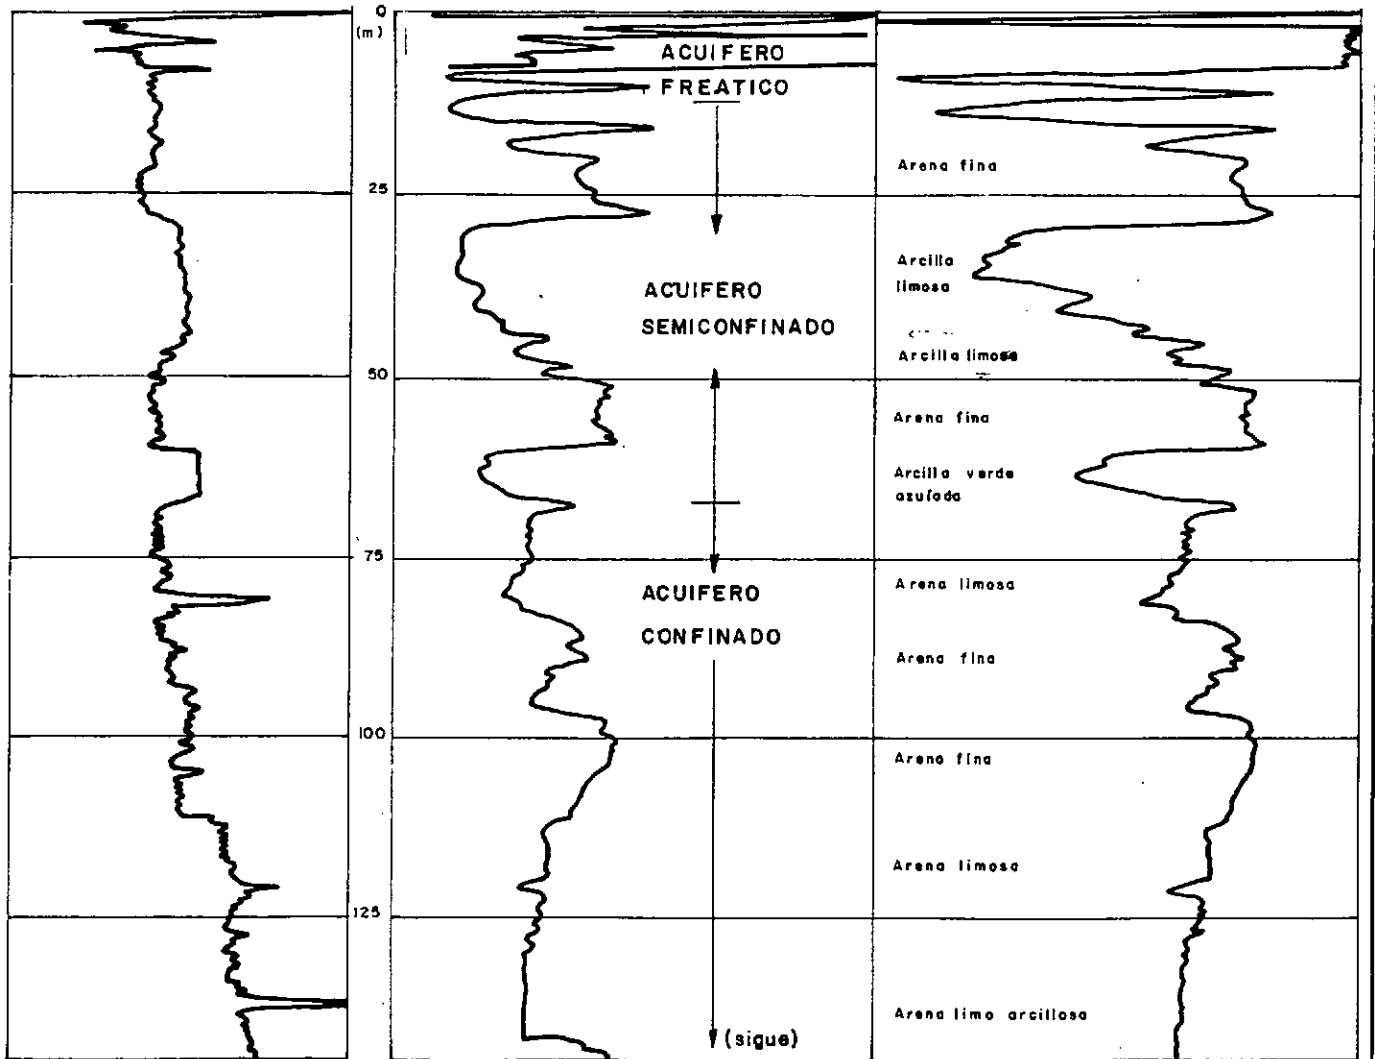 0
(m)
ACUIFERO
FREATICO
Arena fina
25
Arcilla
limosa
ACUIFERO
SEMICONFINADO
Arcilla limosa
50
Arena fina
Arcilla verde
azulada
75
Arena limosa
ACUIFERO
CONFINADO
Arena fina
100
Arena fina
Arena limosa
125
Arena limo arcillosa
(sigue)